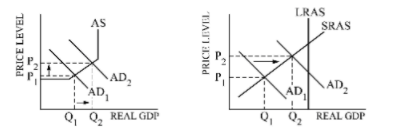 PRICE LEVEL
AS
P2
P1
AD2
AD1
Q1
Q2
REAL GDP
PRICE LEVEL
LRAS
SRAS
P2
P1
AD1
AD2
Q1
Q2
REAL GDP